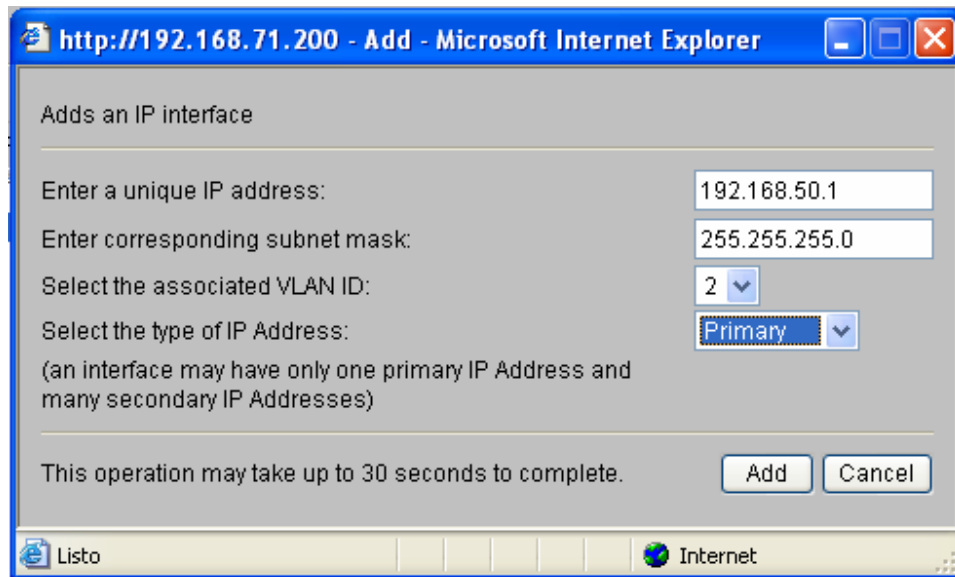 http://192.168.71.200 - Add - Microsoft Internet Explorer
Adds an IP interface
Enter a unique IP address: 192.168.50.1
Enter corresponding subnet mask: 255.255.255.0
Select the associated VLAN ID: 2
Select the type of IP Address: Primary
(an interface may have only one primary IP Address and
many secondary IP Addresses)
This operation may take up to 30 seconds to complete. Add Cancel
Listo Internet